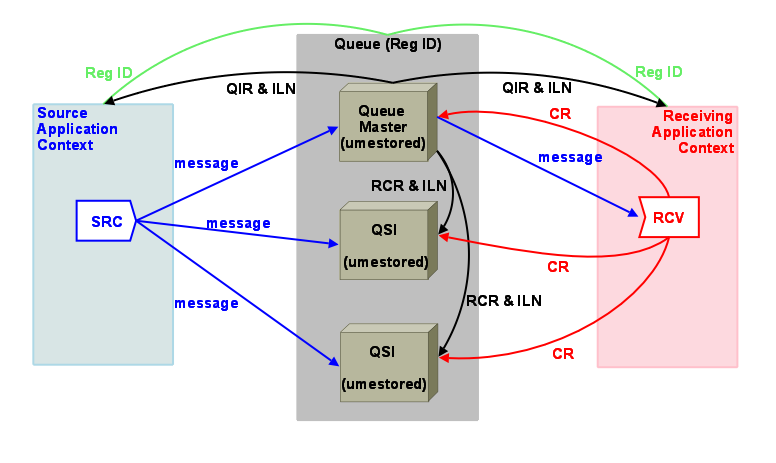 Queue (Reg ID)
Reg ID
Reg ID
QIR & ILN
QIR & ILN
Source
Application
Context
Queue
Master
(umestored)
Receiving
Application
Context
CR
message
message
RCR & ILN
SRC
message
QSI
(umestored)
RCV
CR
message
RCR & ILN
QSI
(umestored)
CR